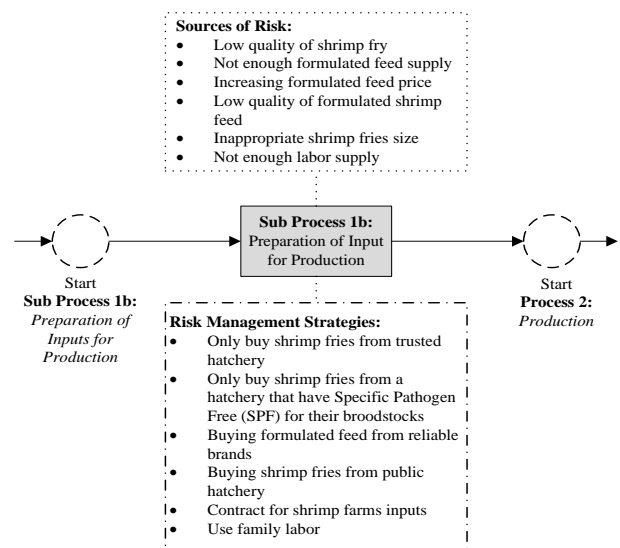 Sources of Risk:
• Low quality of shrimp fry
• Not enough formulated feed supply
• Increasing formulated feed price
• Low quality of formulated shrimp
feed
• Inappropriate shrimp fries size
• Not enough labor supply
Sub Process 1b:
Preparation of Input
for Production
Start
Sub Process 1b:
Preparation of
Inputs for
Production
Start
Process 2:
Production
Risk Management Strategies:
• Only buy shrimp fries from trusted
hatchery
• Only buy shrimp fries from a
hatchery that have Specific Pathogen
Free (SPF) for their broodstocks
• Buying formulated feed from reliable
brands
• Buying shrimp fries from public
hatchery
• Contract for shrimp farms inputs
• Use family labor